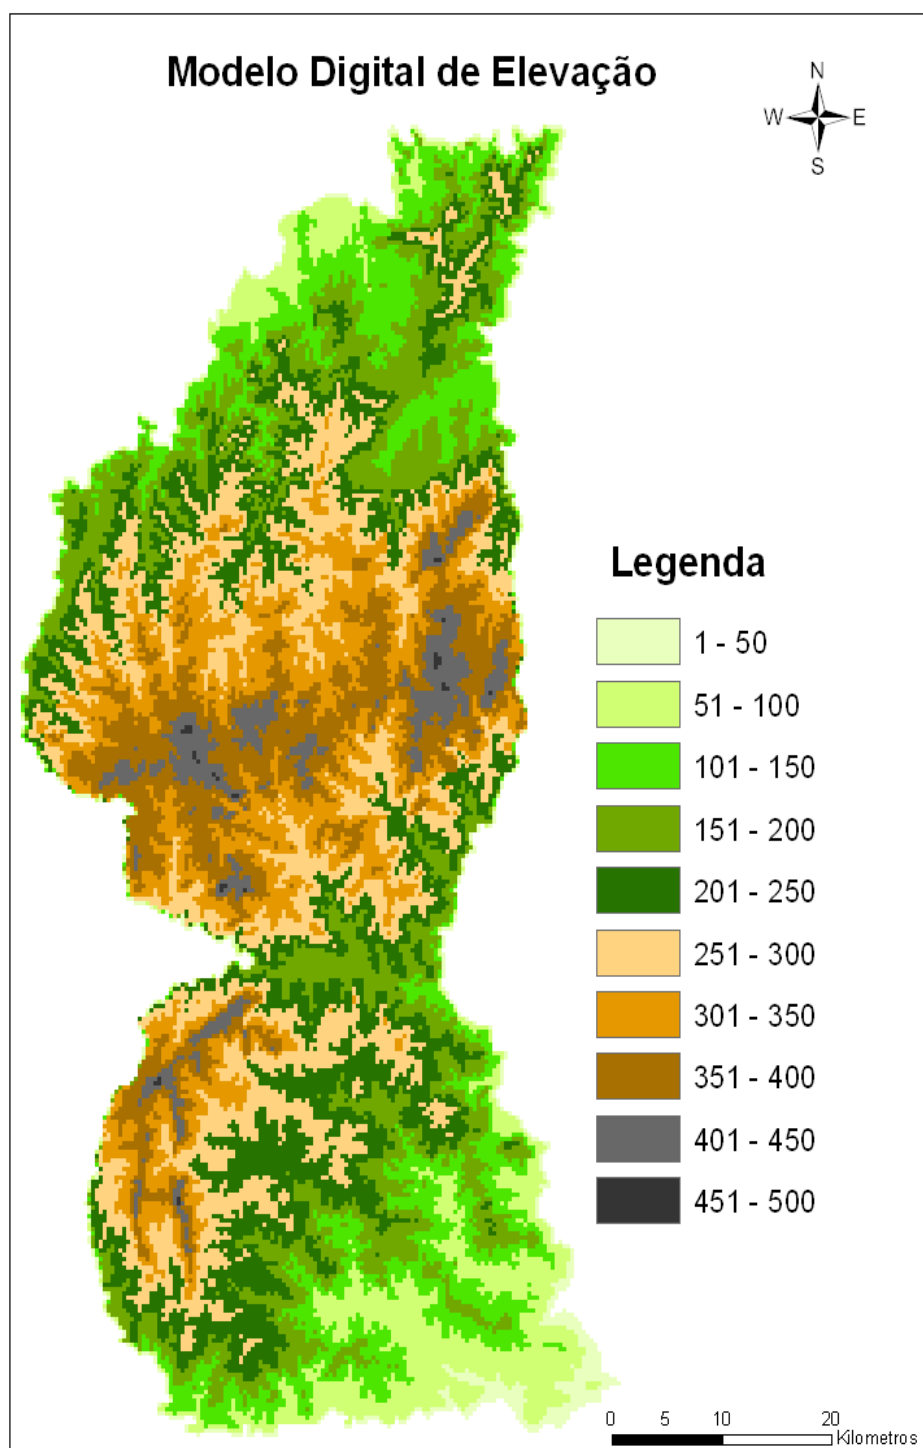 Modelo Digital de Elevação
N
W E
S
Legenda
1 - 50
51 - 100
101 - 150
151 - 200
201 - 250
251 - 300
301 - 350
351 - 400
401 - 450
451 - 500
0 5 10 20
Kilometros